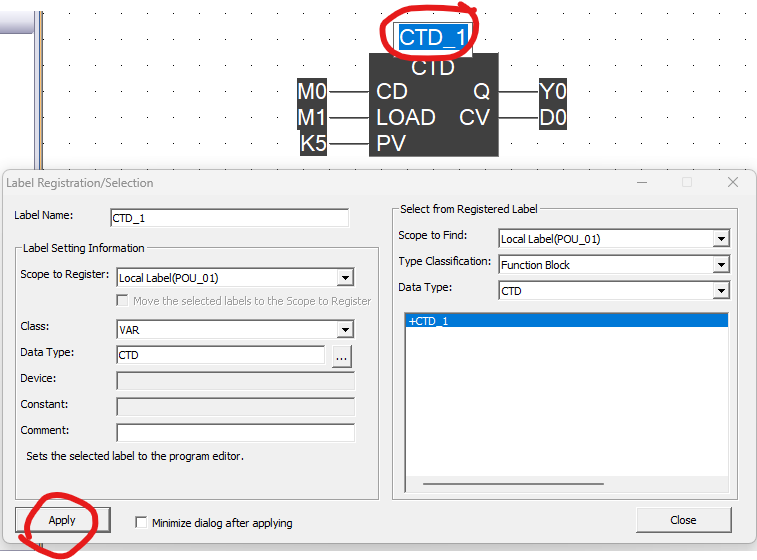 CTD_1
CTD
M0 CD Q Y0
M1 LOAD CV D0
K5 PV
Label Registration/Selection
Label Name: CTD_1
Label Setting Information
Scope to Register: Local Label(POU_01)
Move the selected labels to the Scope to Register
Class: VAR
Data Type: CTD ...
Device:
Constant:
Comment:
Sets the selected label to the program editor.
Select from Registered Label
Scope to Find: Local Label(POU_01)
Type Classification: Function Block
Data Type: CTD
+CTD_1
Apply
Minimize dialog after applying
Close